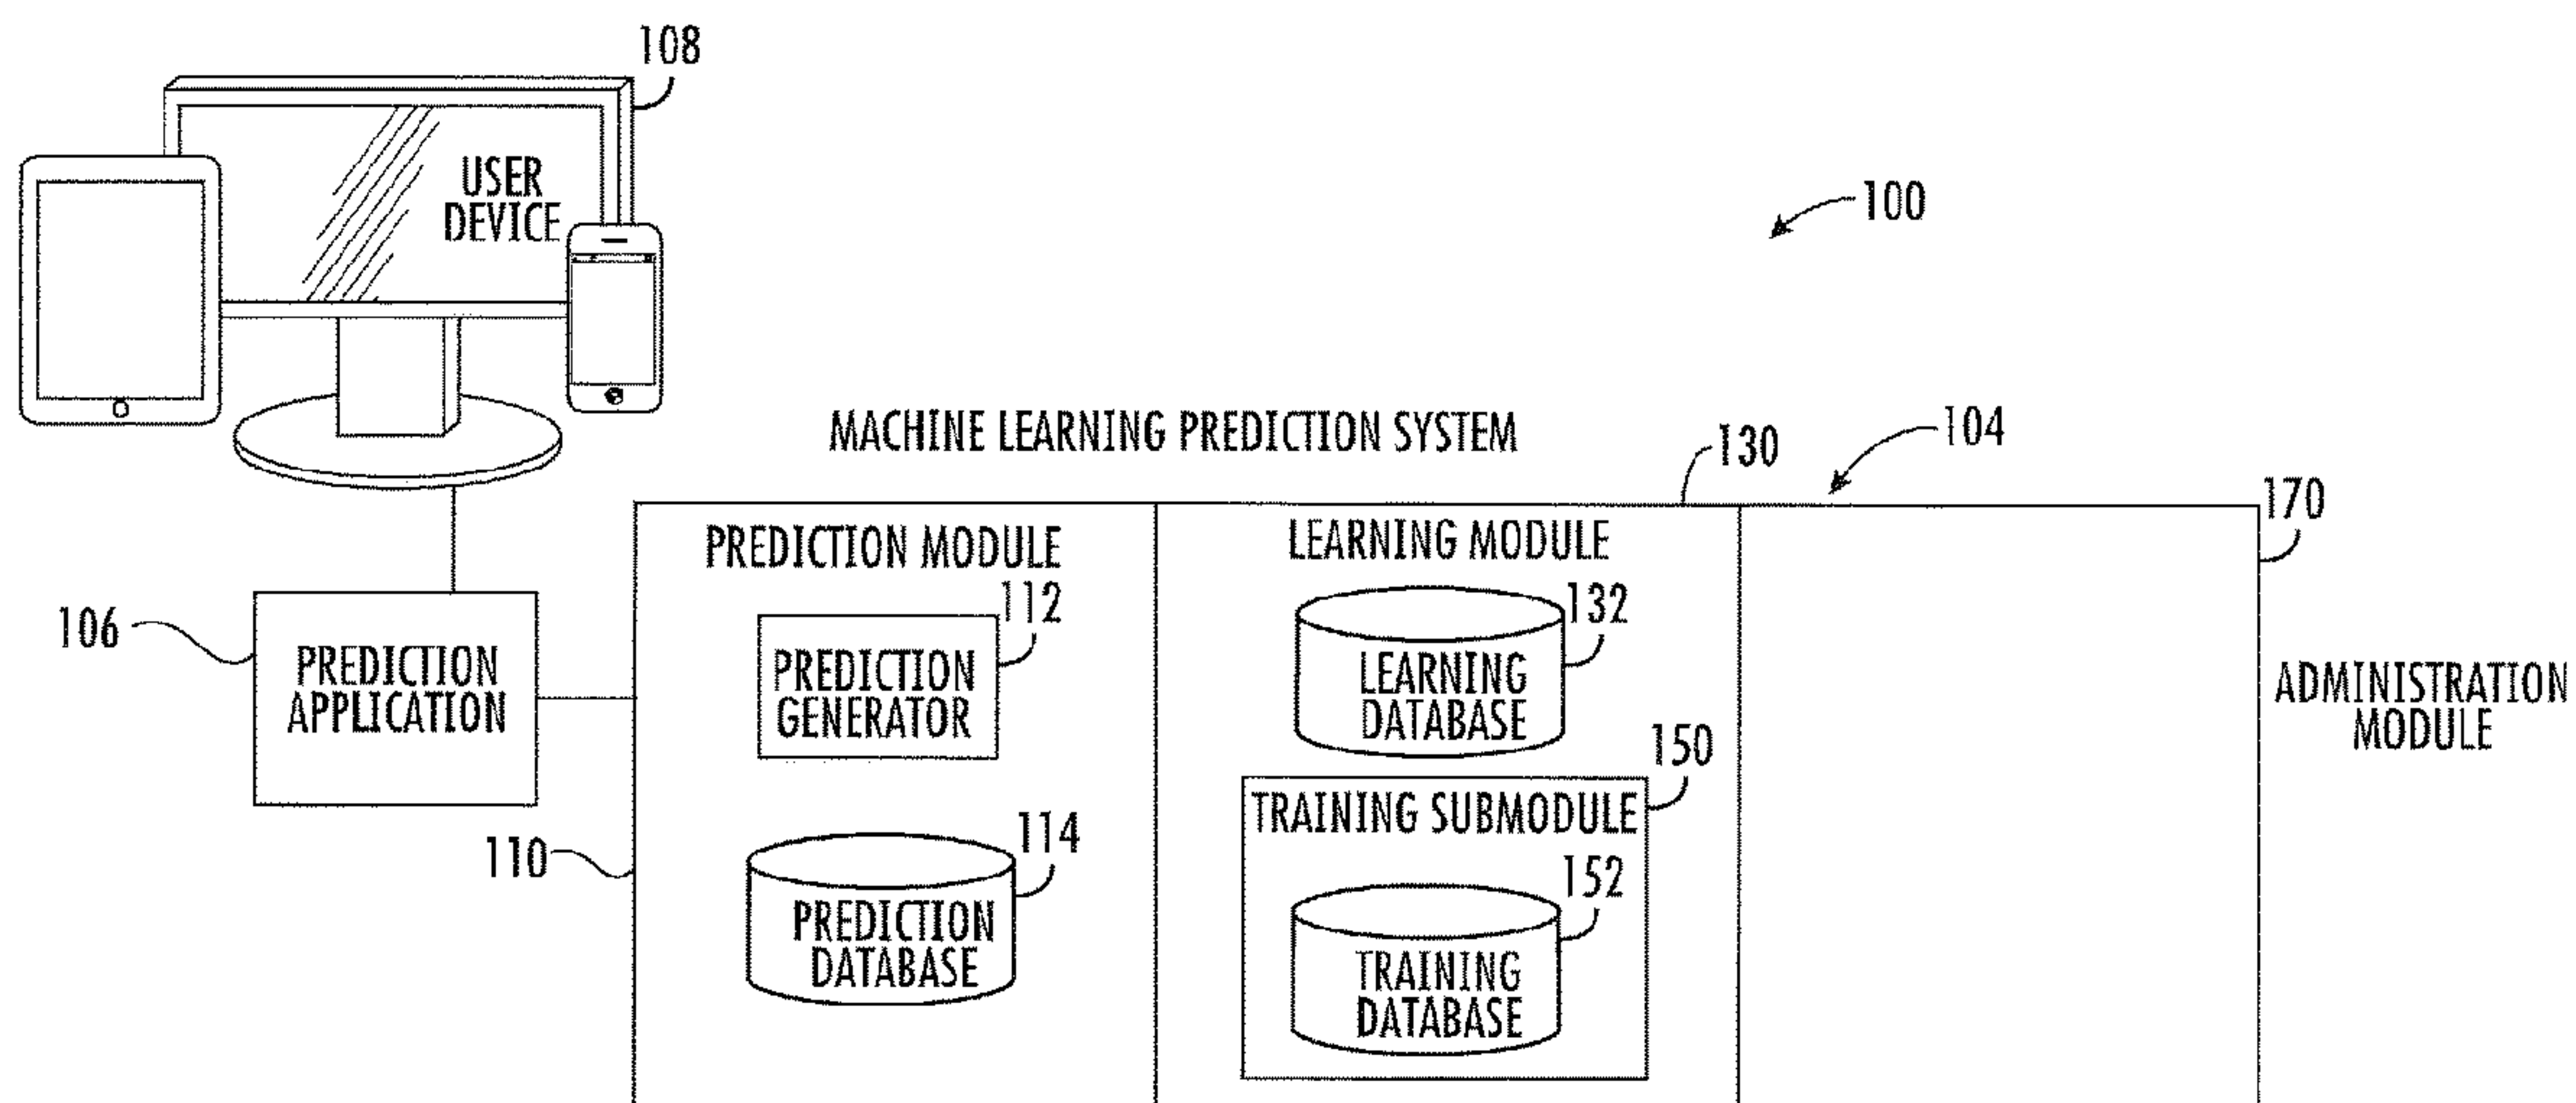 108
USER
DEVICE
100
MACHINE LEARNING PREDICTION SYSTEM
130
104
170
PREDICTION MODULE
LEARNING MODULE
112
132
106
PREDICTION
APPLICATION
PREDICTION
GENERATOR
LEARNING
DATABASE
ADMINISTRATION
MODULE
150
TRAINING SUBMODULE
110
114
152
PREDICTION
DATABASE
TRAINING
DATABASE